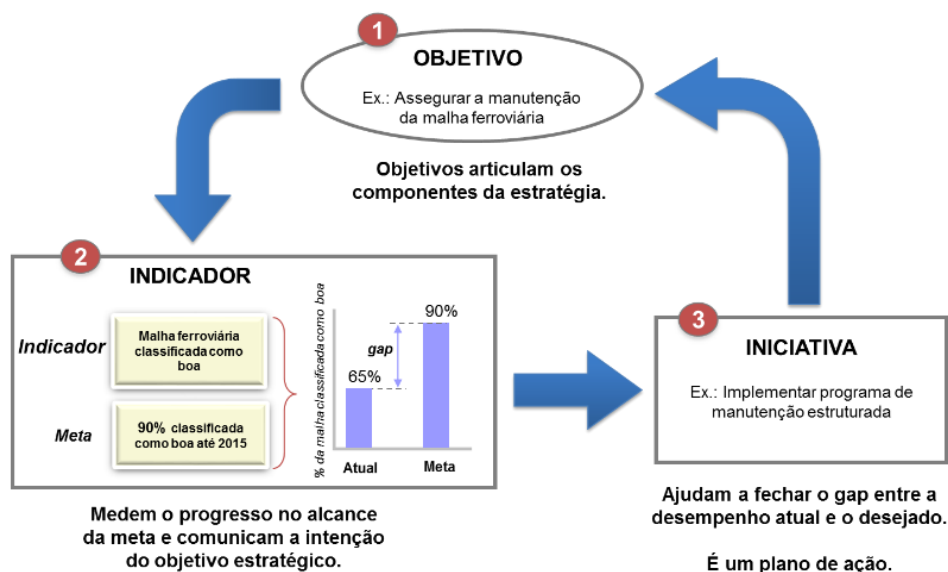 1
OBJETIVO
Ex.: Assegurar a manutenção
da malha ferroviária
Objetivos articulam os
componentes da estratégia.
2
INDICADOR
Indicador
Malha ferroviária
classificada como
boa
Meta
90% classificada
como boa até 2015
% da malha classificada como boa
90%
gap
65%
Atual
Meta
Medem o progresso no alcance
da meta e comunicam a intenção
do objetivo estratégico.
3
INICIATIVA
Ex.: Implementar programa de
manutenção estruturada
Ajudam a fechar o gap entre a
desempenho atual e o desejado.
É um plano de ação.